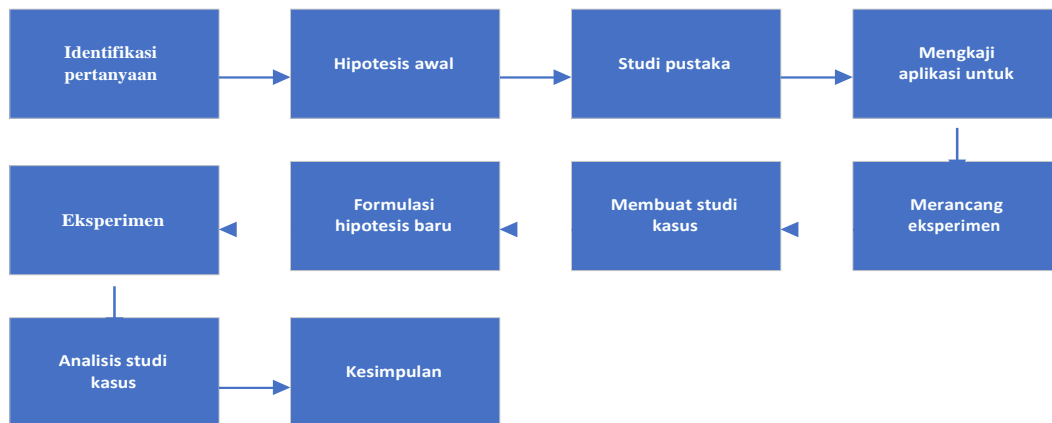 Identifikasi
pertanyaan
Hipotesis awal
Studi pustaka
Mengkaji
aplikasi untuk
Merancang
eksperimen
Membuat studi
kasus
Formulasi
hipotesis baru
Eksperimen
Analisis studi
kasus
Kesimpulan